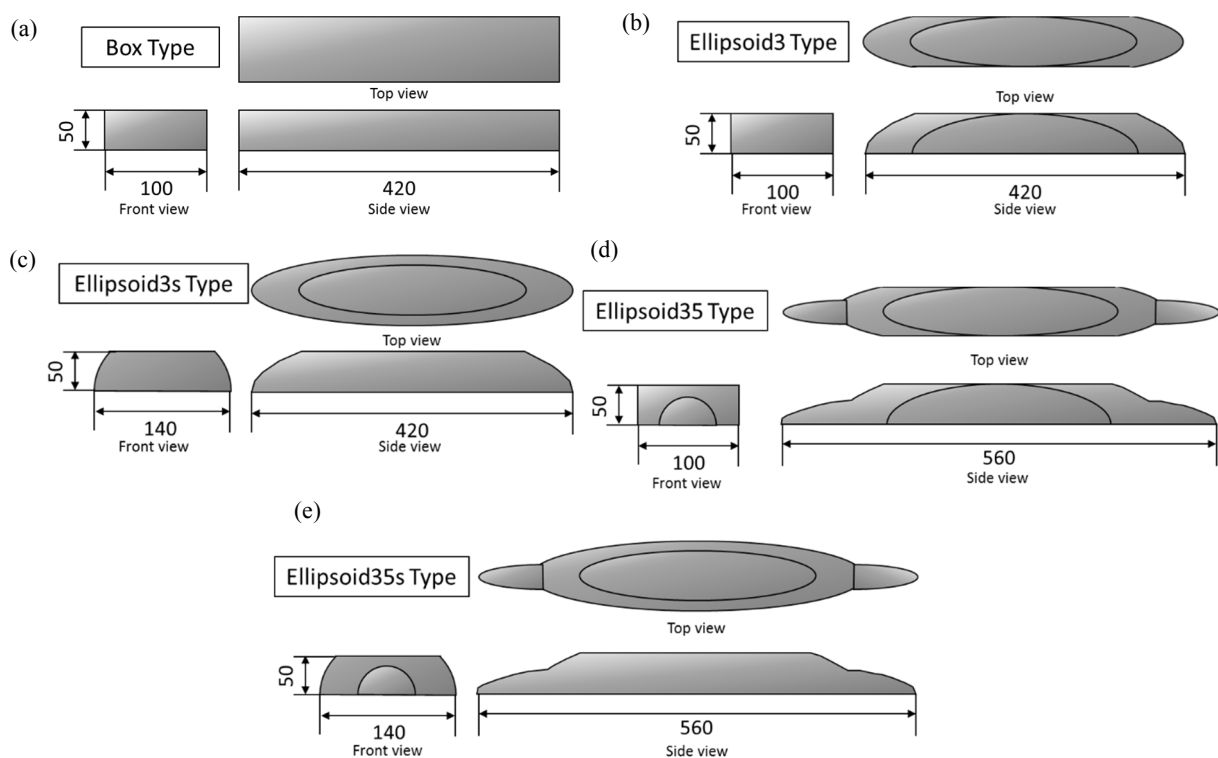 (a)
Box Type
Top view
50
100
Front view
420
Side view
(b)
Ellipsoid3 Type
Top view
50
100
Front view
420
Side view
(c)
Ellipsoid3s Type
Top view
50
140
Front view
420
Side view
(d)
Ellipsoid35 Type
Top view
50
100
Front view
560
Side view
(e)
Ellipsoid35s Type
Top view
50
140
Front view
560
Side view